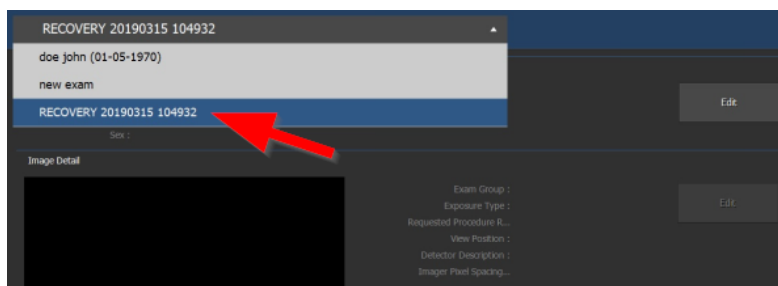 RECOVERY 20190315 104932
doe john (01-05-1970)
new exam
RECOVERY 20190315 104932
Edit
Sex :
Image Detail
Exam Group :
Edit
Exposure Type :
Requested Procedure R...
View Position :
Detector Description :
Imager Pixel Spacing...